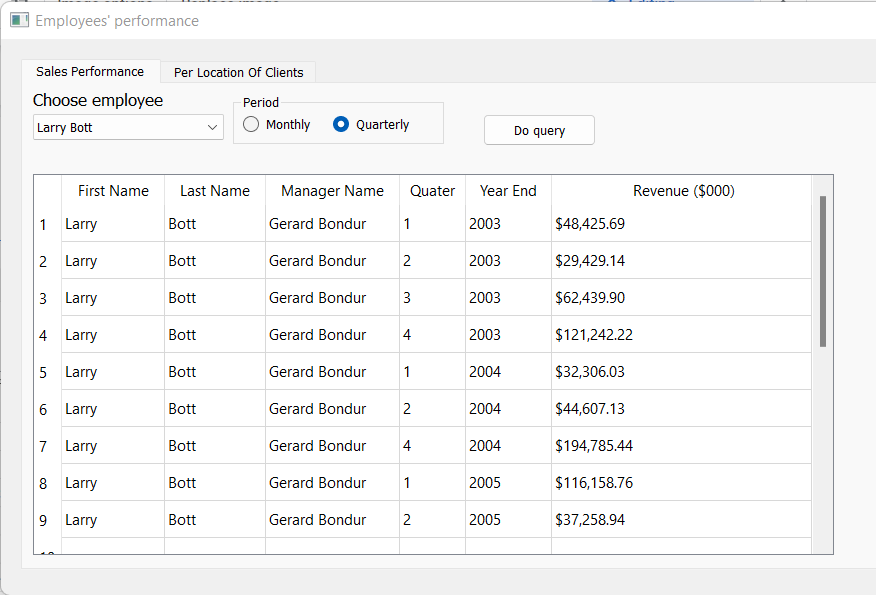 Employees' performance
Sales Performance Per Location Of Clients
Choose employee Period
Larry Bott Monthly Quarterly Do query
First Name Last Name Manager Name Quater Year End Revenue ($000)
1 Larry Bott Gerard Bondur 1 2003 $48,425.69
2 Larry Bott Gerard Bondur 2 2003 $29,429.14
3 Larry Bott Gerard Bondur 3 2003 $62,439.90
4 Larry Bott Gerard Bondur 4 2003 $121,242.22
5 Larry Bott Gerard Bondur 1 2004 $32,306.03
6 Larry Bott Gerard Bondur 2 2004 $44,607.13
7 Larry Bott Gerard Bondur 4 2004 $194,785.44
8 Larry Bott Gerard Bondur 1 2005 $116,158.76
9 Larry Bott Gerard Bondur 2 2005 $37,258.94